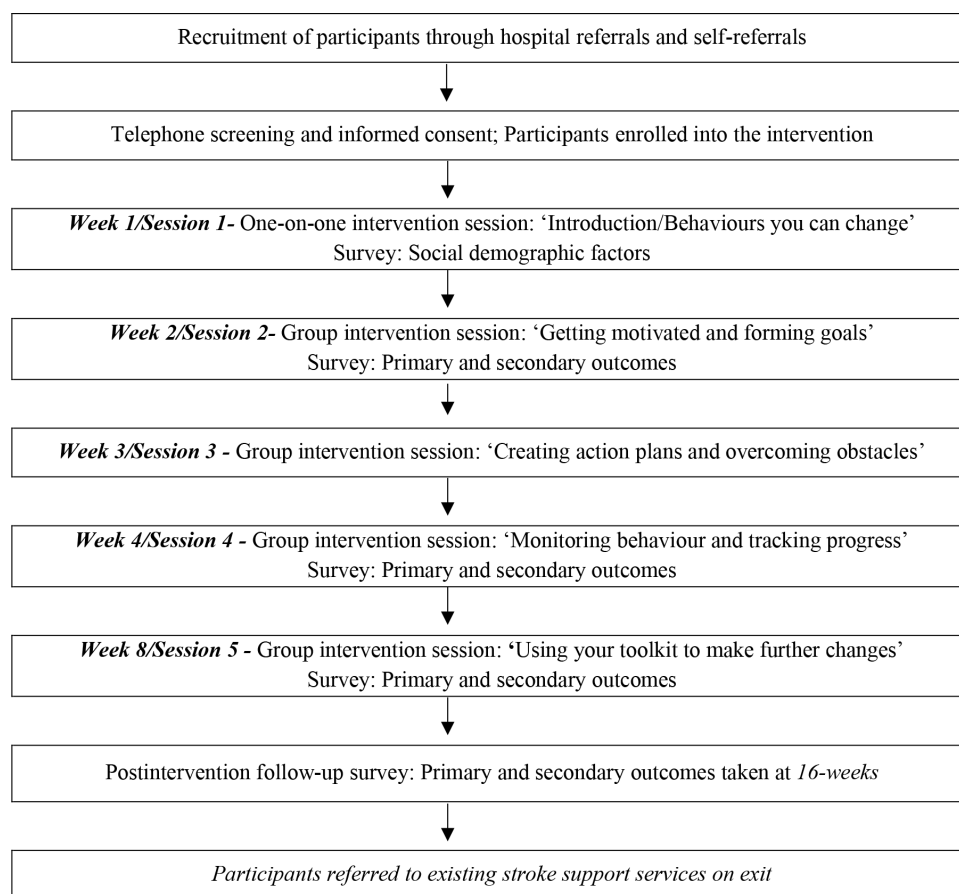 Recruitment of participants through hospital referrals and self-referrals
Telephone screening and informed consent; Participants enrolled into the intervention
Week 1/Session 1- One-on-one intervention session: ‘Introduction/Behaviours you can change’
Survey: Social demographic factors
Week 2/Session 2- Group intervention session: ‘Getting motivated and forming goals’
Survey: Primary and secondary outcomes
Week 3/Session 3 - Group intervention session: ‘Creating action plans and overcoming obstacles’
Week 4/Session 4 - Group intervention session: ‘Monitoring behaviour and tracking progress’
Survey: Primary and secondary outcomes
Week 8/Session 5 - Group intervention session: ‘Using your toolkit to make further changes’
Survey: Primary and secondary outcomes
Postintervention follow-up survey: Primary and secondary outcomes taken at 16-weeks
Participants referred to existing stroke support services on exit